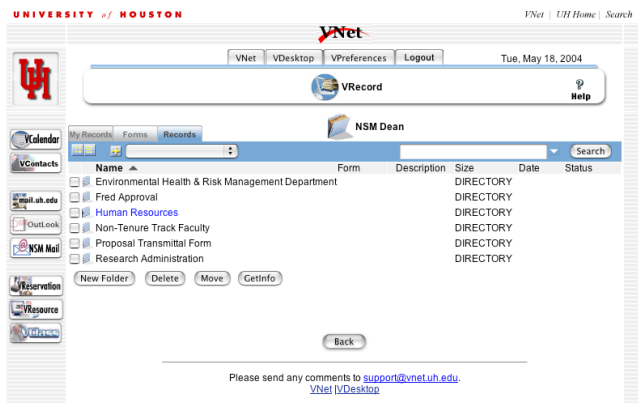 UNIVERSITY of HOUSTON
VNet | UH Home | Search
VNet
VNet VDesktop VPreferences Logout
Tue, May 18, 2004
VRecord
Help
NSM Dean
My Records Forms Records
Search
Name Form Description Size Date Status
Environmental Health & Risk Management Department DIRECTORY
Fred Approval DIRECTORY
Human Resources DIRECTORY
Non-Tenure Track Faculty DIRECTORY
Proposal Transmittal Form DIRECTORY
Research Administration DIRECTORY
New Folder Delete Move GetInfo
VCalendar
VContacts
mail.uh.edu
OutLook
NSM Mail
VReservation
VResource
VClass
Back
Please send any comments to support@vnet.uh.edu.
VNet |VDesktop